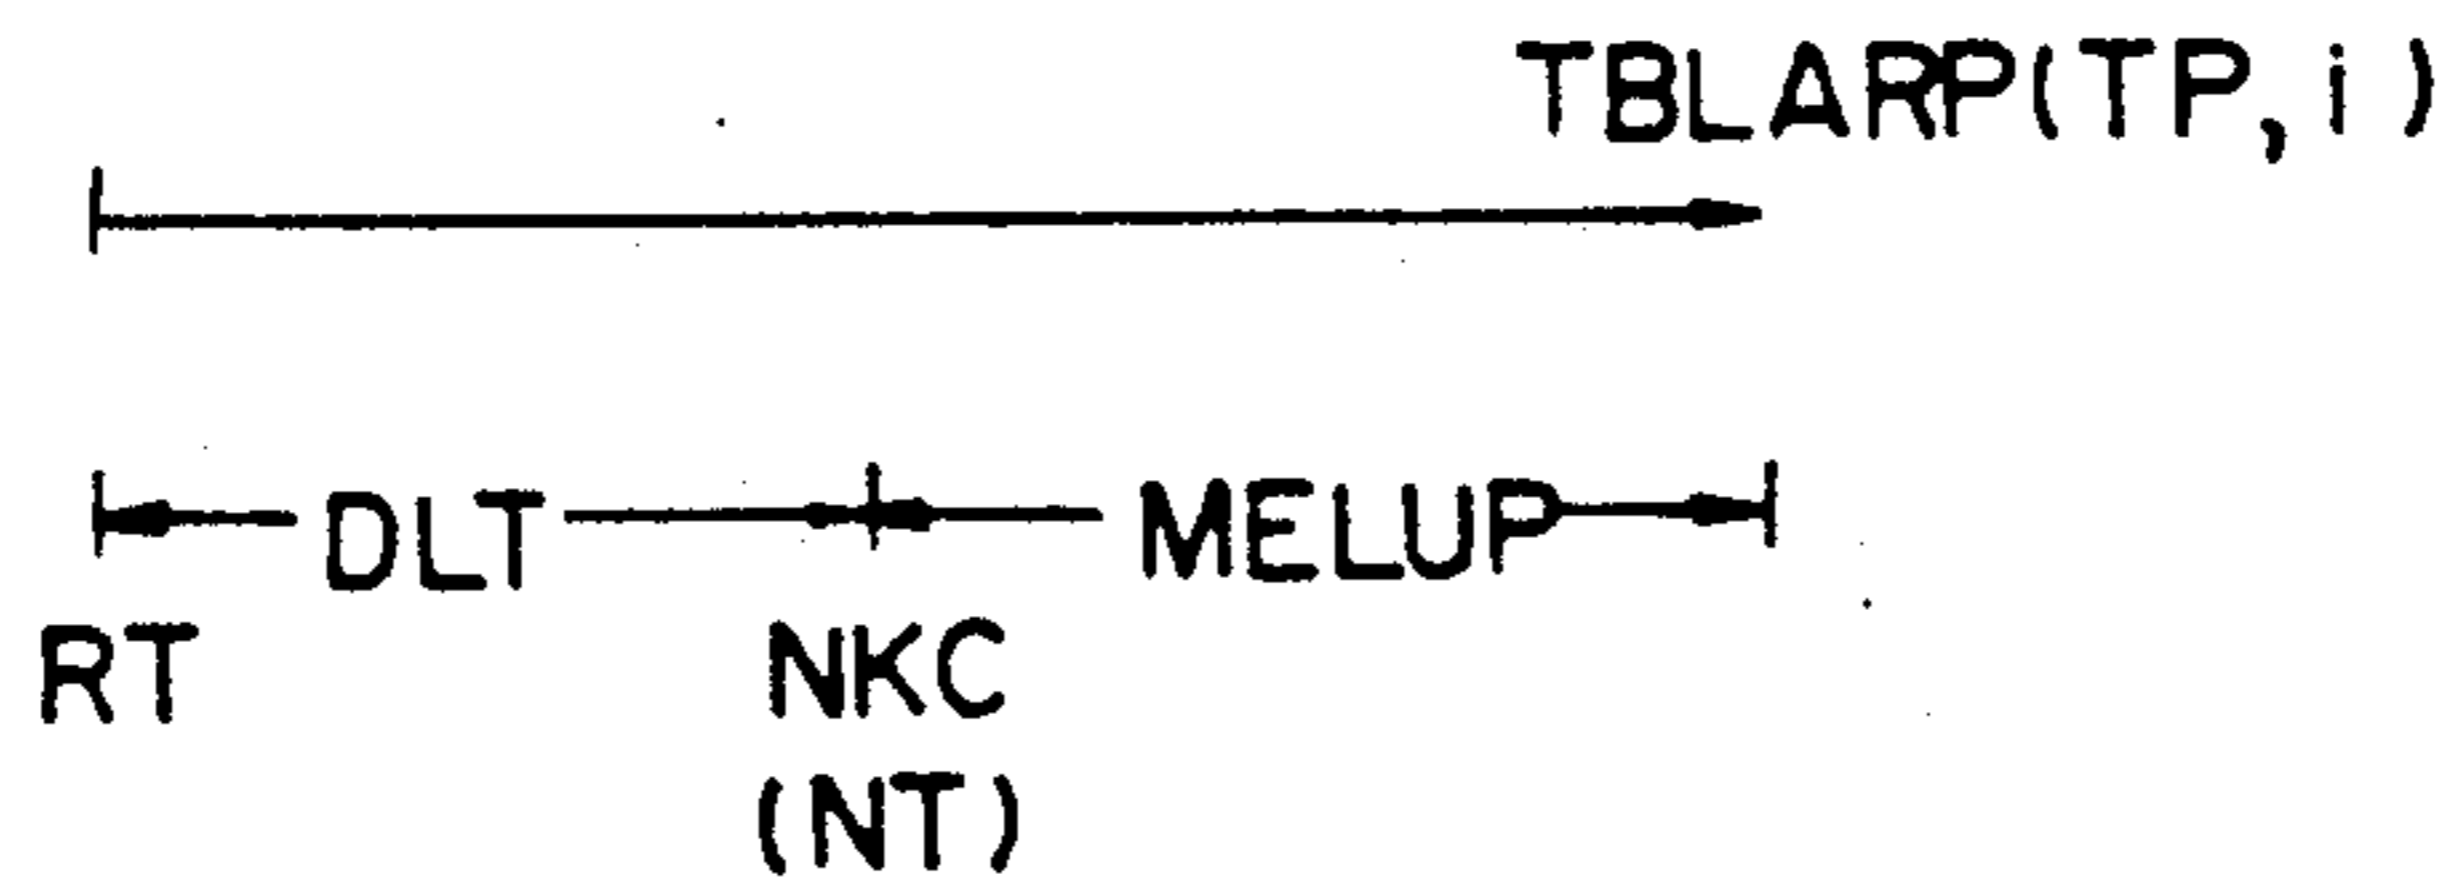 TBLARP(TP,i)
DLT MELUP
RT NKC
(NT)